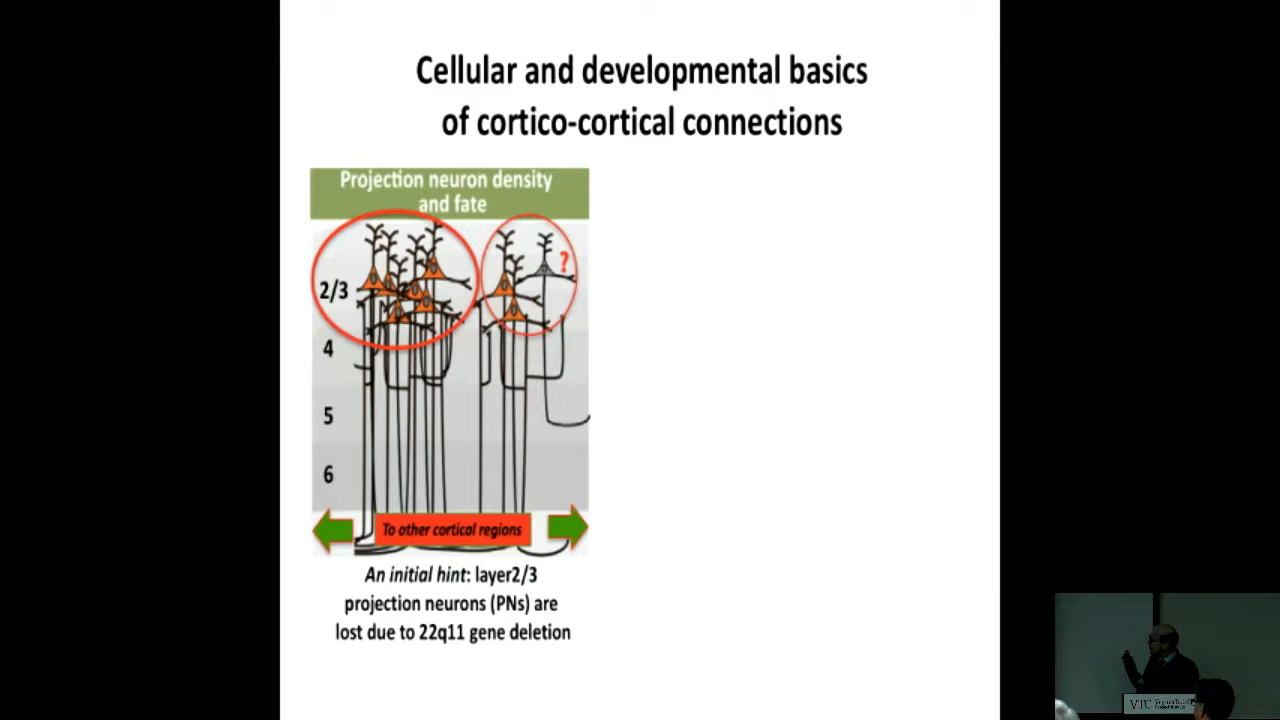 Cellular and developmental basics
of cortico-cortical connections
Projection neuron density
and fate
?
2/3
4
5
6
To other cortical regions
An initial hint: layer2/3
projection neurons (PNs) are
lost due to 22q11 gene deletion
VTC